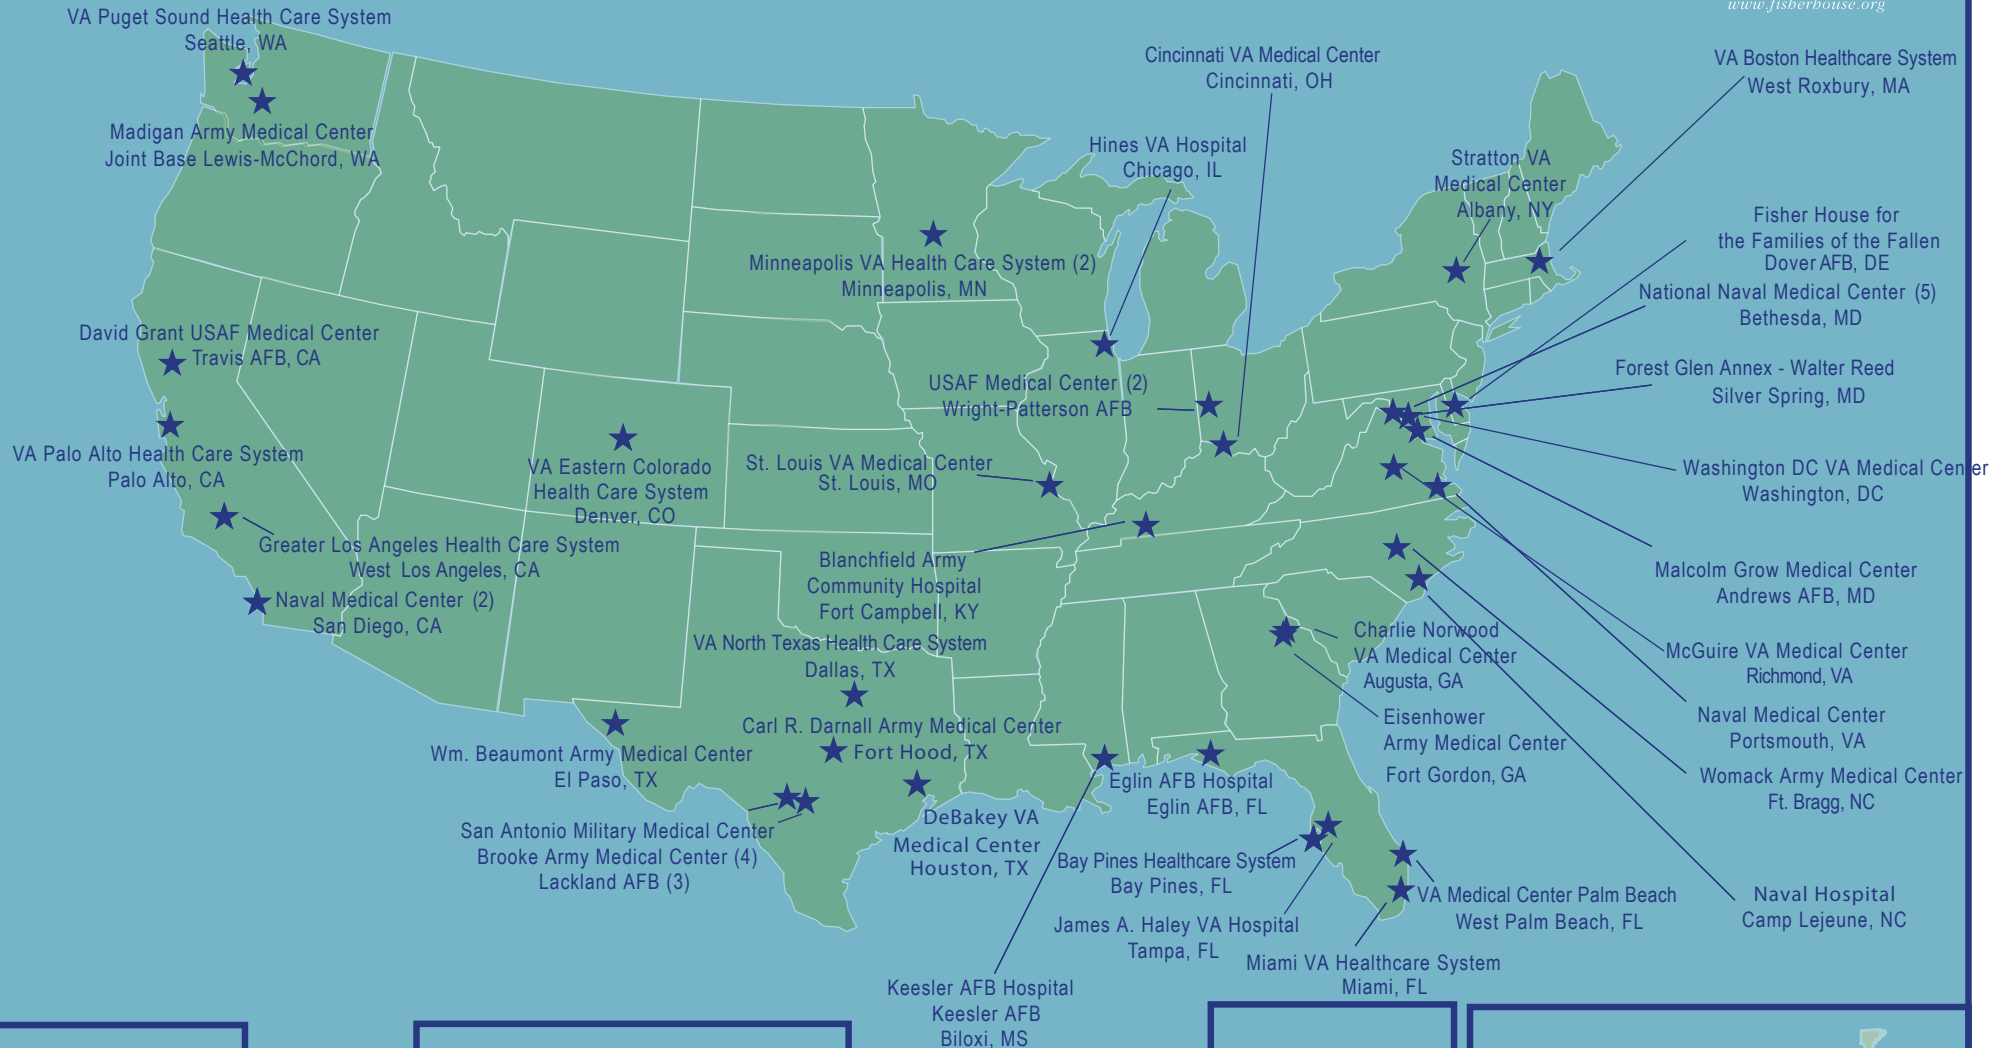 www.fisherhouse.org
VA Puget Sound Health Care System
Seattle, WA
Madigan Army Medical Center
Joint Base Lewis-McChord, WA
David Grant USAF Medical Center
Travis AFB, CA
VA Palo Alto Health Care System
Palo Alto, CA
Greater Los Angeles Health Care System
West Los Angeles, CA
Naval Medical Center (2)
San Diego, CA
VA Eastern Colorado
Health Care System
Denver, CO
Minneapolis VA Health Care System (2)
Minneapolis, MN
Hines VA Hospital
Chicago, IL
Cincinnati VA Medical Center
Cincinnati, OH
USAF Medical Center (2)
Wright-Patterson AFB
St. Louis VA Medical Center
St. Louis, MO
Blanchfield Army
Community Hospital
Fort Campbell, KY
VA North Texas Health Care System
Dallas, TX
Carl R. Darnall Army Medical Center
Fort Hood, TX
Wm. Beaumont Army Medical Center
El Paso, TX
San Antonio Military Medical Center
Brooke Army Medical Center (4)
Lackland AFB (3)
DeBakey VA
Medical Center
Houston, TX
Keesler AFB Hospital
Keesler AFB
Biloxi, MS
Eglin AFB Hospital
Eglin AFB, FL
Bay Pines Healthcare System
Bay Pines, FL
James A. Haley VA Hospital
Tampa, FL
Miami VA Healthcare System
Miami, FL
VA Medical Center Palm Beach
West Palm Beach, FL
Stratton VA
Medical Center
Albany, NY
VA Boston Healthcare System
West Roxbury, MA
Fisher House for
the Families of the Fallen
Dover AFB, DE
National Naval Medical Center (5)
Bethesda, MD
Forest Glen Annex - Walter Reed
Silver Spring, MD
Washington DC VA Medical Center
Washington, DC
Malcolm Grow Medical Center
Andrews AFB, MD
McGuire VA Medical Center
Richmond, VA
Naval Medical Center
Portsmouth, VA
Womack Army Medical Center
Ft. Bragg, NC
Naval Hospital
Camp Lejeune, NC
Charlie Norwood
VA Medical Center
Augusta, GA
Eisenhower
Army Medical Center
Fort Gordon, GA